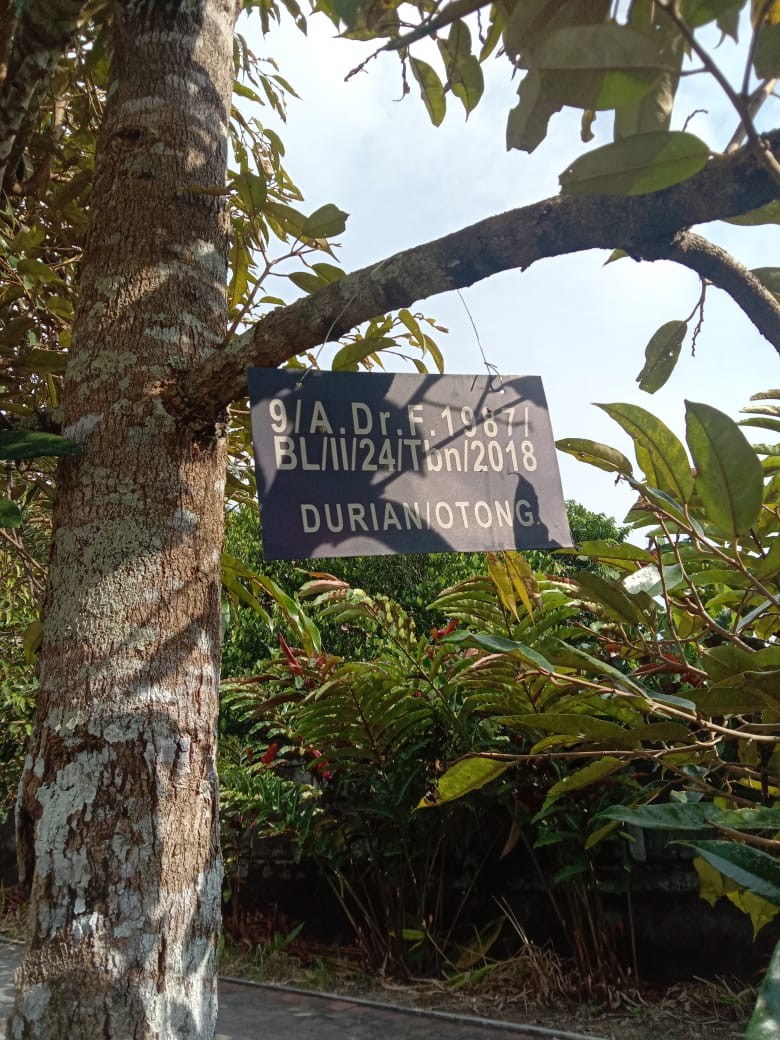 9/A.Dr.F.1987/
BL/II/24/Tbn/2018
DURIAN/OTONG.